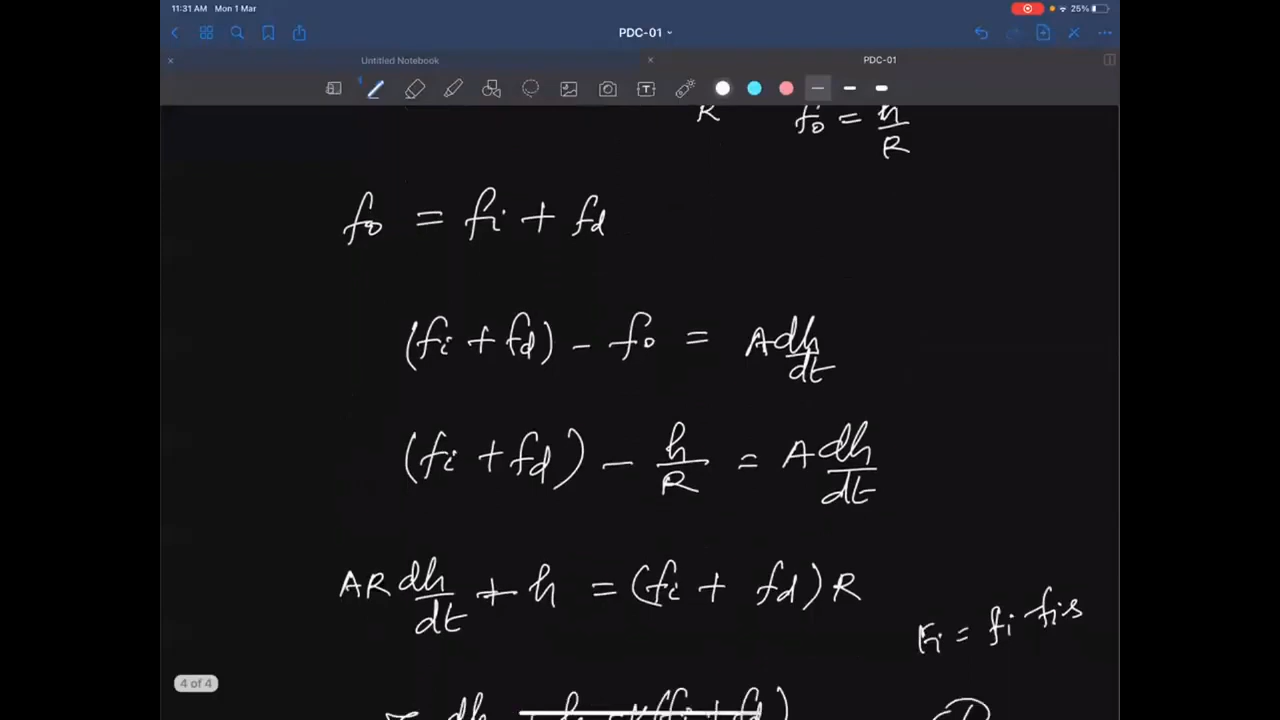 11:31 AM Mon 1 Mar
25%
PDC-01
Untitled Notebook
PDC-01
R
fo = h/R
fo = fi + fd
(fi + fd) - fo = A dh/dt
(fi + fd) - h/R = A dh/dt
AR dh/dt + h = (fi + fd) R
Fi = fi - fis
4 of 4